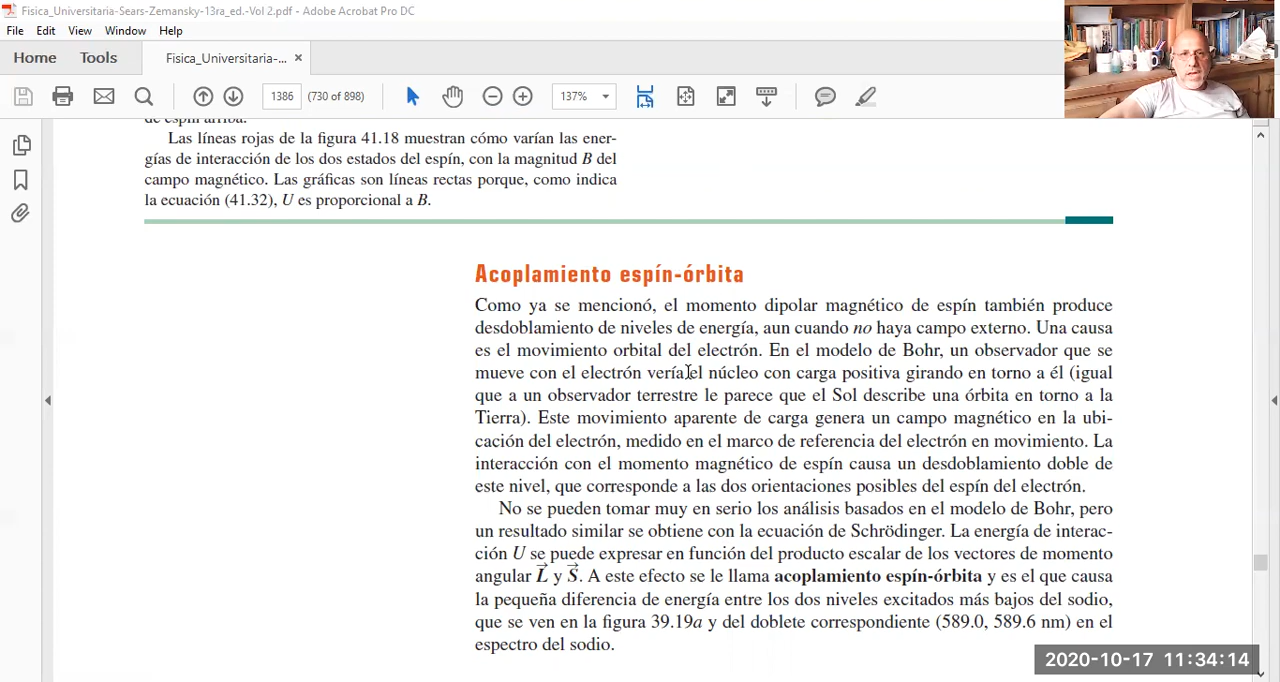 Fisica_Universitaria-Sears-Zemansky-13ra_ed.-Vol 2.pdf - Adobe Acrobat Pro DC
File Edit View Window Help
Home Tools Fisica_Universitaria-... ×
1386 (730 of 898) 137%
de espín arriba.
Las líneas rojas de la figura 41.18 muestran cómo varían las ener-
gías de interacción de los dos estados del espín, con la magnitud B del
campo magnético. Las gráficas son líneas rectas porque, como indica
la ecuación (41.32), U es proporcional a B.
Acoplamiento espín-órbita
Como ya se mencionó, el momento dipolar magnético de espín también produce
desdoblamiento de niveles de energía, aun cuando no haya campo externo. Una causa
es el movimiento orbital del electrón. En el modelo de Bohr, un observador que se
mueve con el electrón vería el núcleo con carga positiva girando en torno a él (igual
que a un observador terrestre le parece que el Sol describe una órbita en torno a la
Tierra). Este movimiento aparente de carga genera un campo magnético en la ubi-
cación del electrón, medido en el marco de referencia del electrón en movimiento. La
interacción con el momento magnético de espín causa un desdoblamiento doble de
este nivel, que corresponde a las dos orientaciones posibles del espín del electrón.
No se pueden tomar muy en serio los análisis basados en el modelo de Bohr, pero
un resultado similar se obtiene con la ecuación de Schrödinger. La energía de interac-
ción U se puede expresar en función del producto escalar de los vectores de momento
angular L⃗ y S⃗. A este efecto se le llama acoplamiento espín-órbita y es el que causa
la pequeña diferencia de energía entre los dos niveles excitados más bajos del sodio,
que se ven en la figura 39.19a y del doblete correspondiente (589.0, 589.6 nm) en el
espectro del sodio.
2020-10-17 11:34:14